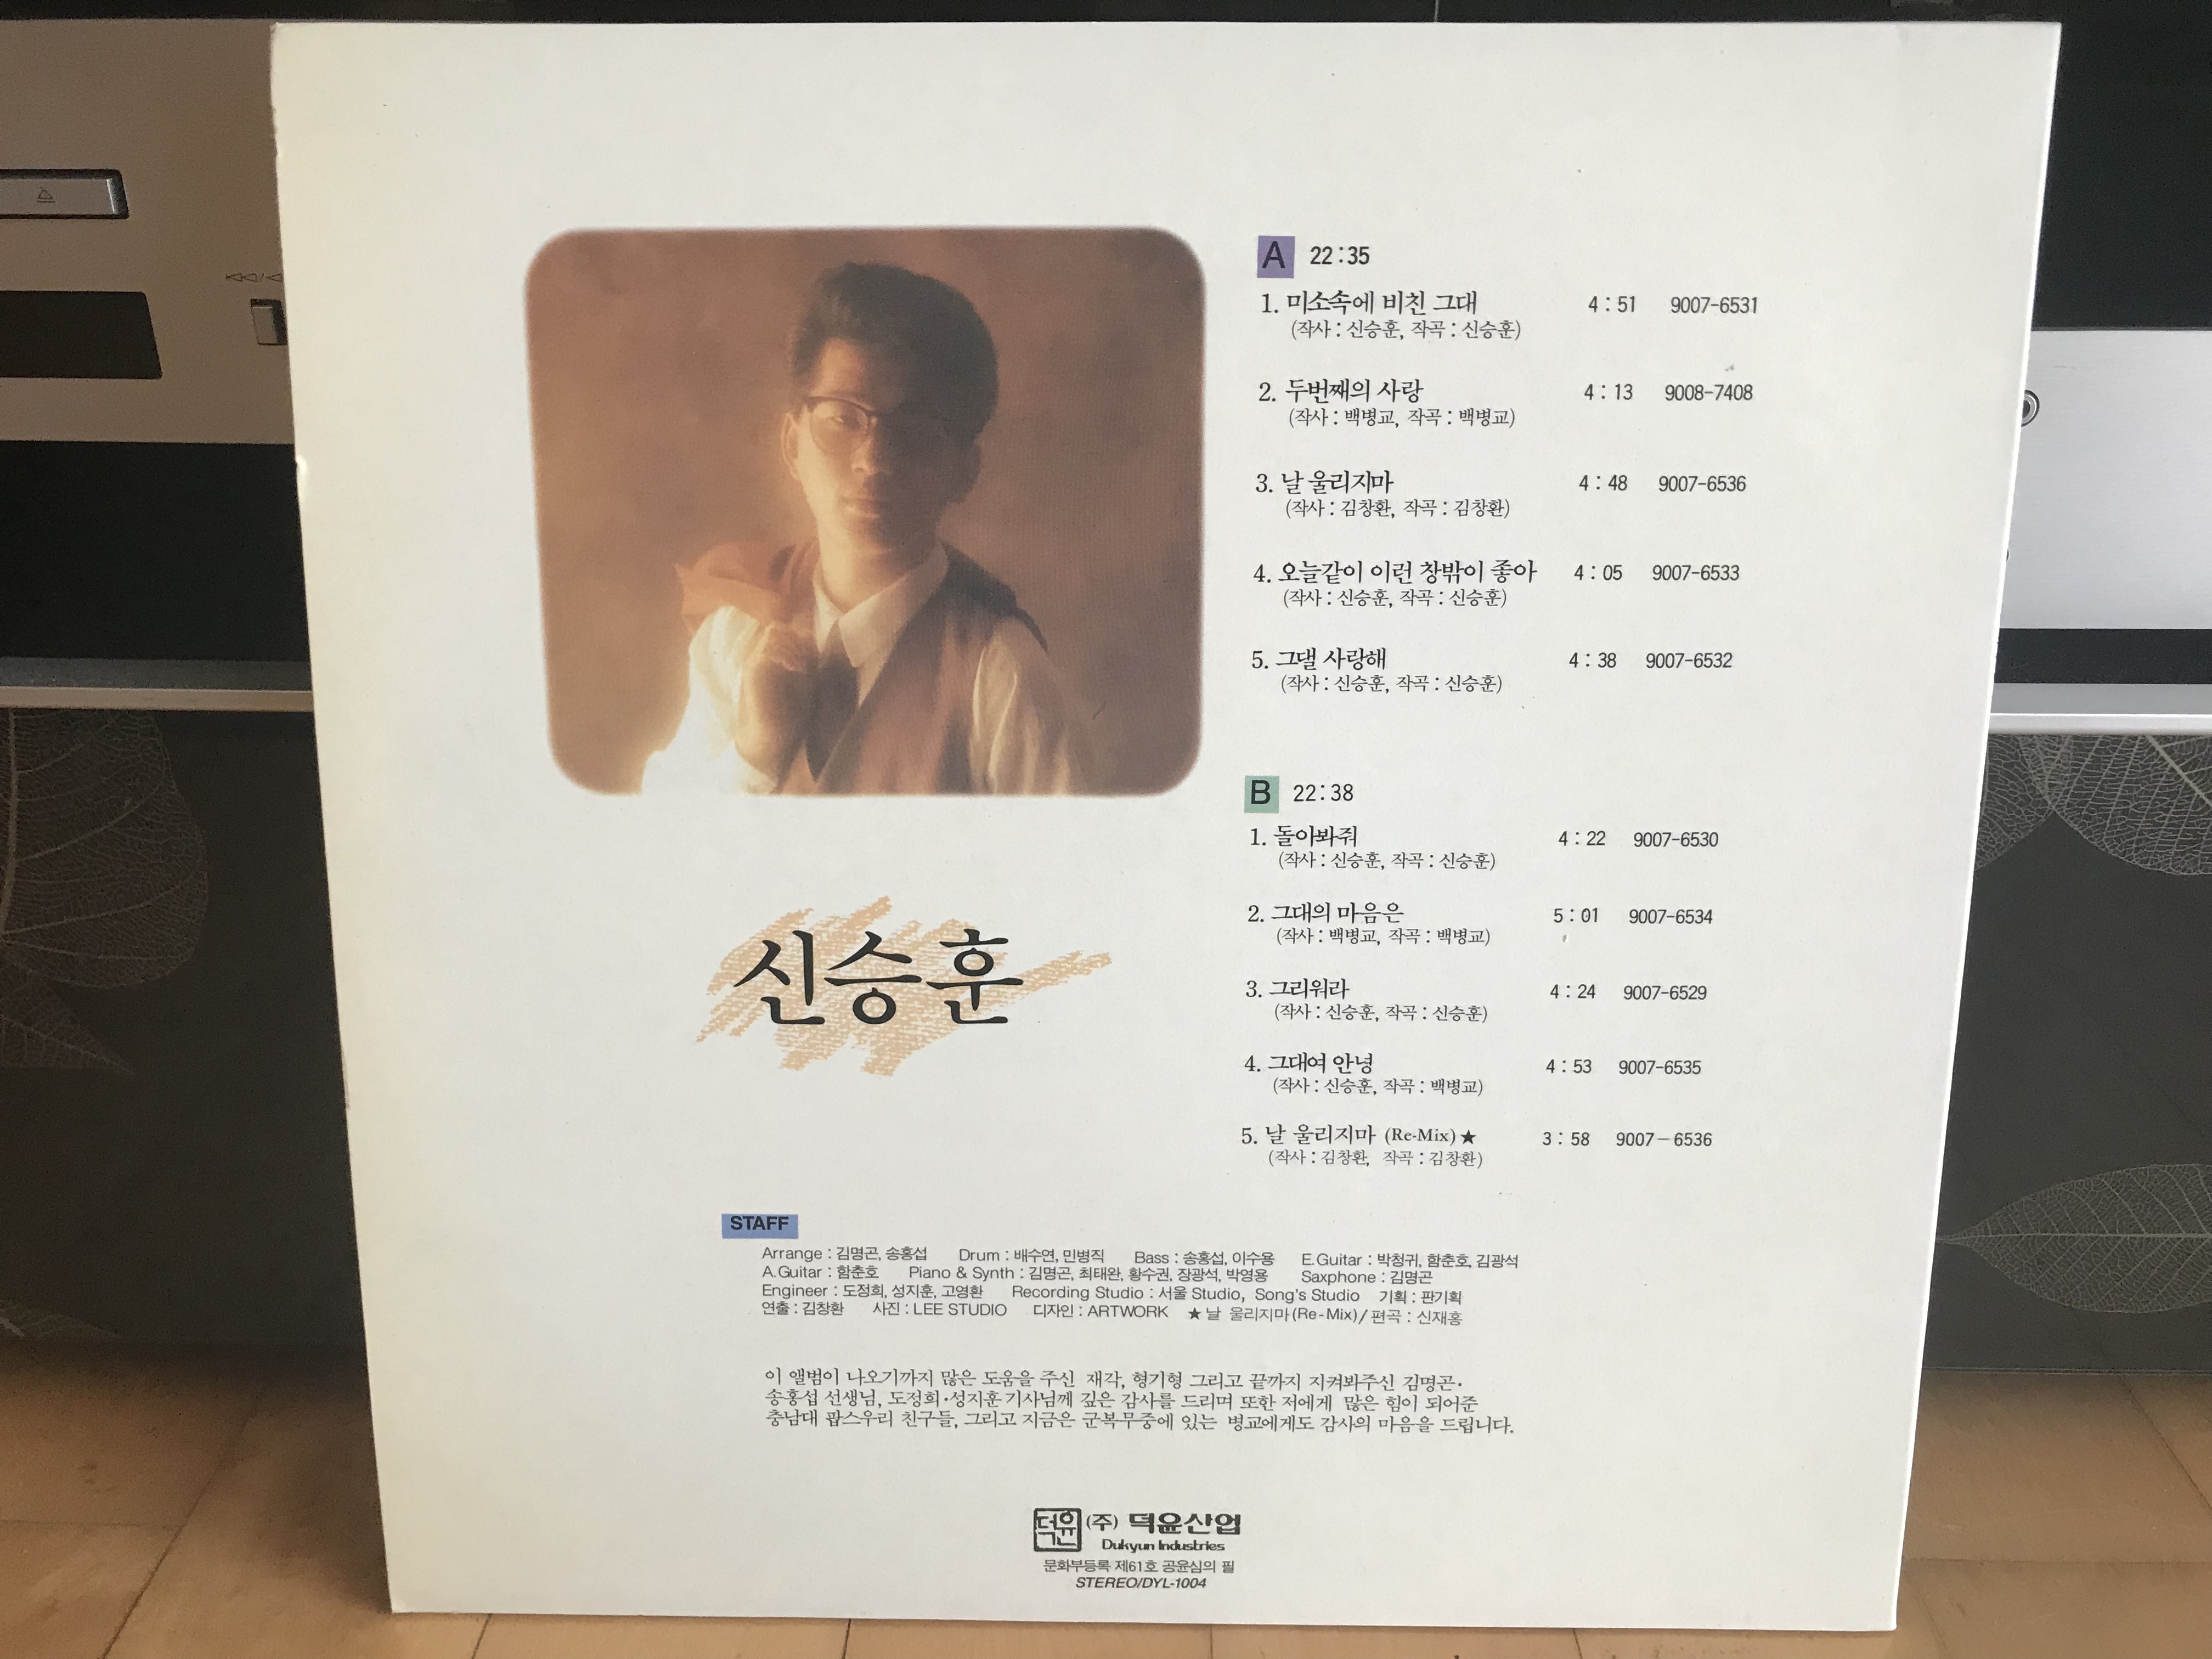 A 22:35
1. 미소속에 비친 그대 4:51 9007-6531
(작사:신승훈, 작곡:신승훈)
2. 두번째의 사랑 4:13 9008-7408
(작사:백병교, 작곡:백병교)
3. 날 울리지마 4:48 9007-6536
(작사:김창환, 작곡:김창환)
4. 오늘같이 이런 창밖이 좋아 4:05 9007-6533
(작사:신승훈, 작곡:신승훈)
5. 그댈 사랑해 4:38 9007-6532
(작사:신승훈, 작곡:신승훈)
B 22:38
1. 돌아봐줘 4:22 9007-6530
(작사:신승훈, 작곡:신승훈)
2. 그대의 마음은 5:01 9007-6534
(작사:백병교, 작곡:백병교)
3. 그리워라 4:24 9007-6529
(작사:신승훈, 작곡:신승훈)
4. 그대여 안녕 4:53 9007-6535
(작사:신승훈, 작곡:백병교)
5. 날 울리지마 (Re-Mix)★ 3:58 9007-6536
(작사:김창환, 작곡:김창환)
신승훈
STAFF
Arrange:김명곤, 송홍섭 Drum:배수연, 민병직 Bass:송홍섭, 이수용 E.Guitar:박청귀, 함춘호, 김광석
A.Guitar:함춘호 Piano & Synth:김명곤, 최태완, 황수권, 장광석, 박영용 Saxphone:김명곤
Engineer:도정희, 성지훈, 고영환 Recording Studio:서울 Studio, Song's Studio 기획:판기획
연출:김창환 사진:LEE STUDIO 디자인:ARTWORK ★날 울리지마(Re-Mix)/편곡:신재홍
이 앨범이 나오기까지 많은 도움을 주신 재각, 형기형 그리고 끝까지 지켜봐주신 김명곤·
송홍섭 선생님, 도정희·성지훈 기사님께 깊은 감사를 드리며 또한 저에게 많은 힘이 되어준
충남대 팝스우리 친구들, 그리고 지금은 군복무중에 있는 병교에게도 감사의 마음을 드립니다.
덕윤 (주) 덕윤산업
Dukyun Industries
문화부등록 제61호 공윤심의 필
STEREO/DYL-1004